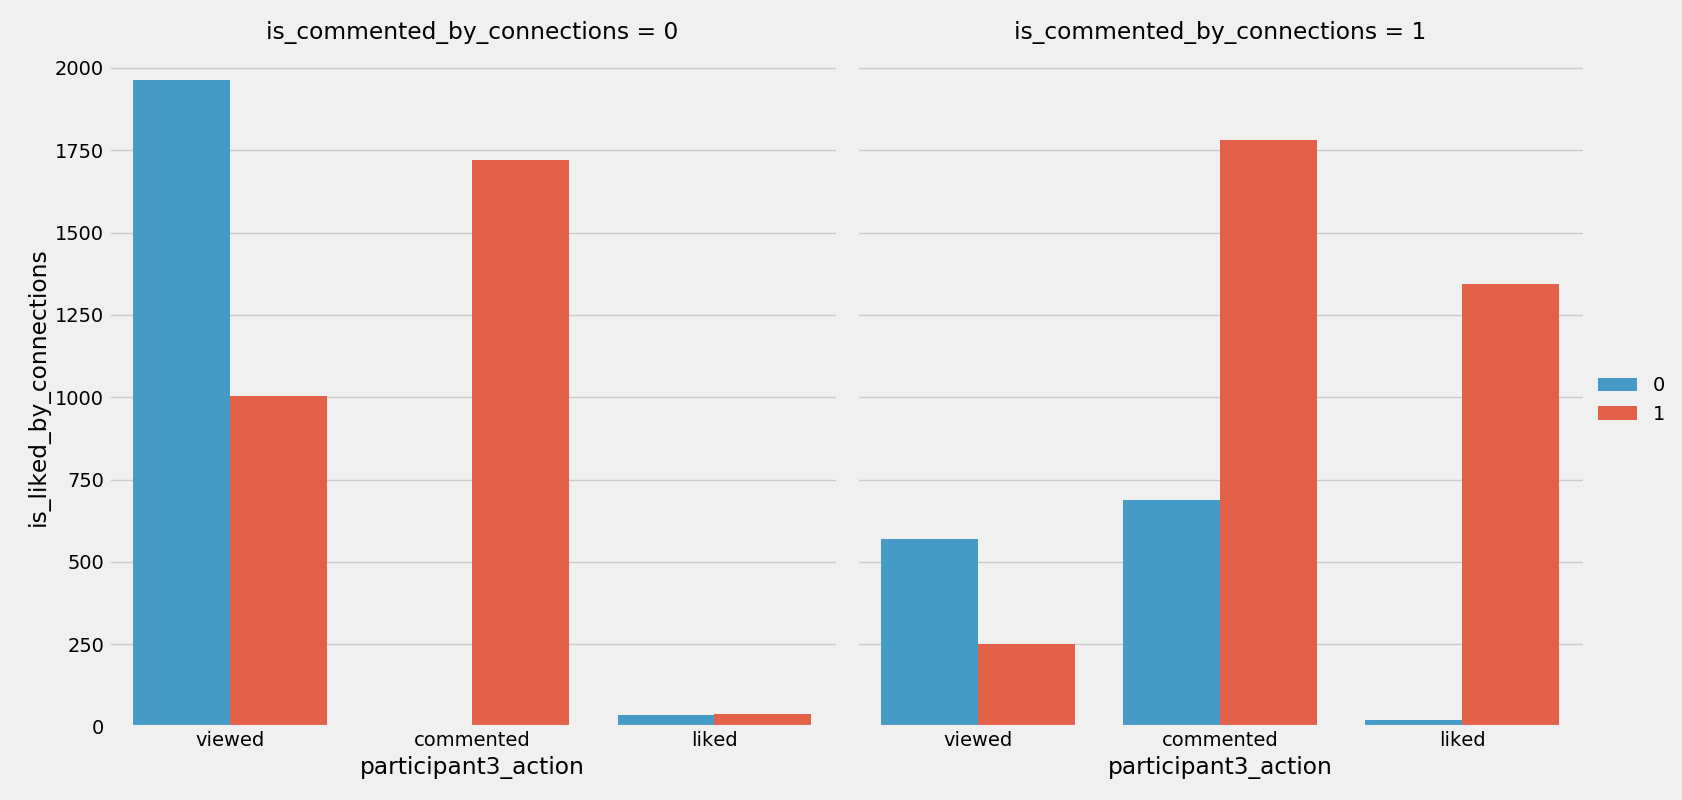 is_commented_by_connections = 0
is_commented_by_connections = 1
2000
1750
1500
1250
1000
750
500
250
0
is_liked_by_connections
viewed
commented
liked
viewed
commented
liked
participant3_action
participant3_action
0
1